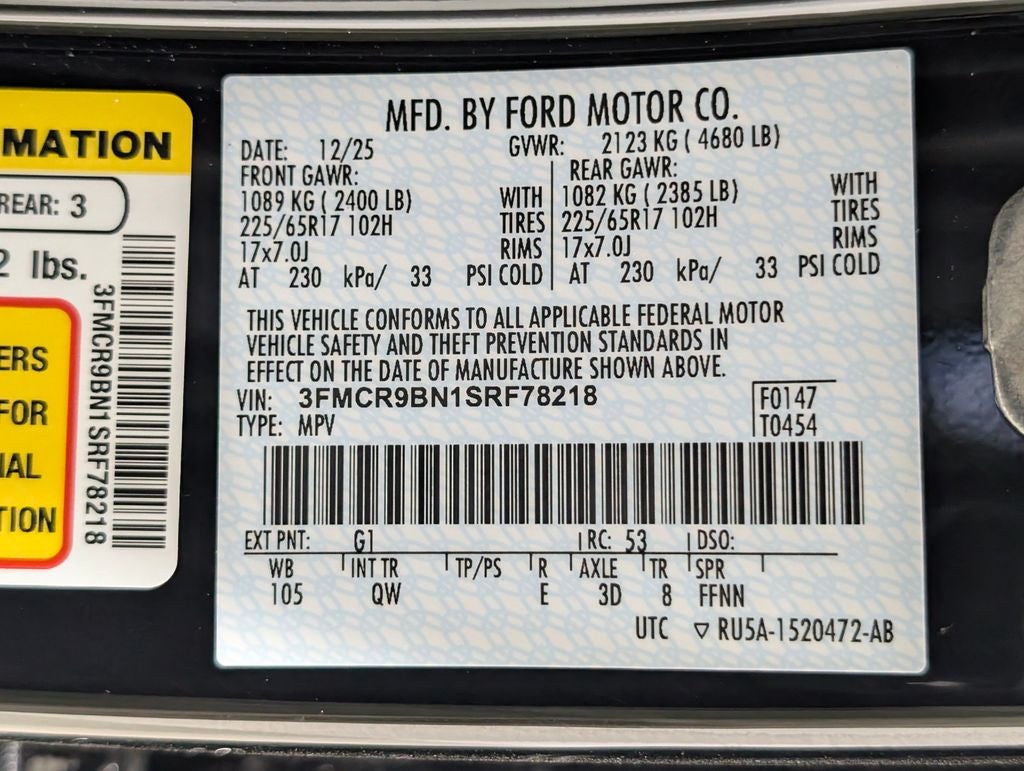 MATION
REAR: 3
2 lbs.
ERS
FOR
IAL
TION
3FMCR9BN1SRF78218
MFD. BY FORD MOTOR CO.
DATE: 12/25 GVWR: 2123 KG ( 4680 LB)
FRONT GAWR: REAR GAWR:
1089 KG ( 2400 LB) WITH 1082 KG ( 2385 LB) WITH
225/65R17 102H TIRES 225/65R17 102H TIRES
17x7.0J RIMS 17x7.0J RIMS
AT 230 kPa/ 33 PSI COLD AT 230 kPa/ 33 PSI COLD
THIS VEHICLE CONFORMS TO ALL APPLICABLE FEDERAL MOTOR
VEHICLE SAFETY AND THEFT PREVENTION STANDARDS IN
EFFECT ON THE DATE OF MANUFACTURE SHOWN ABOVE.
VIN: 3FMCR9BN1SRF78218 F0147
TYPE: MPV T0454
EXT PNT: G1 RC: 53 DSO:
WB INT TR TP/PS R AXLE TR SPR
105 QW E 3D 8 FFNN
UTC ▽ RU5A-1520472-AB